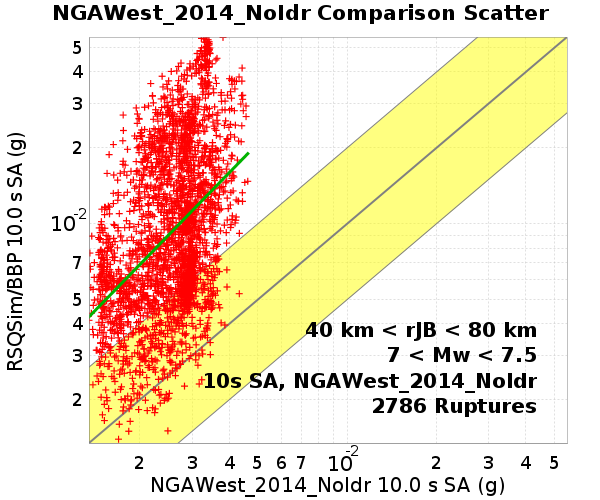 NGAWest_2014_NoIdr Comparison Scatter
RSQSim/BBP 10.0 s SA (g)
5
4
3
2
10-2
7
5
4
3
2
40 km < rJB < 80 km
7 < Mw < 7.5
10s SA, NGAWest_2014_NoIdr
2786 Ruptures
2 3 4 5 6 7 10-2 2 3 4 5
NGAWest_2014_NoIdr 10.0 s SA (g)